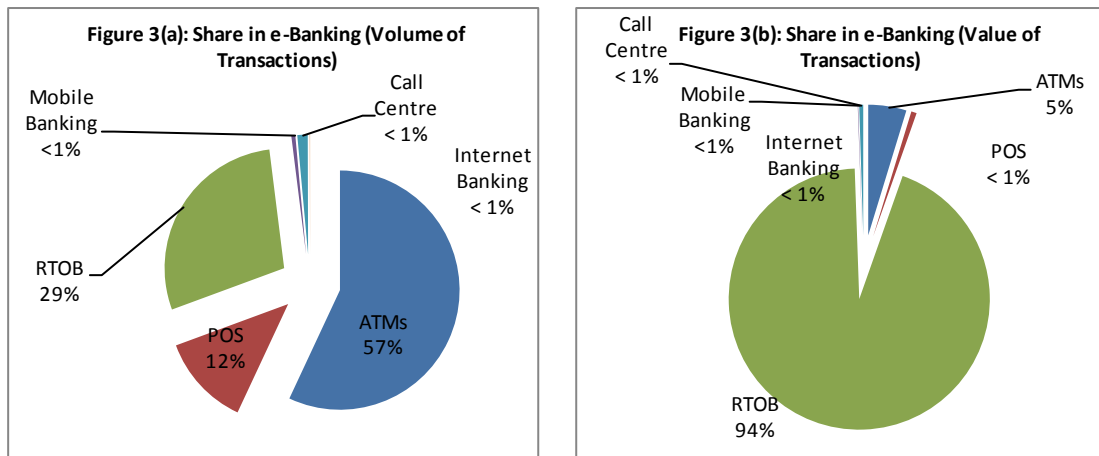 Figure 3(a): Share in e-Banking (Volume of
Transactions)
Mobile
Banking
<1%
Call
Centre
< 1%
Internet
Banking
< 1%
RTOB
29%
POS
12%
ATMs
57%
Figure 3(b): Share in e-Banking (Value of
Transactions)
Call
Centre
< 1%
Mobile
Banking
<1%
Internet
Banking
< 1%
ATMs
5%
POS
< 1%
RTOB
94%